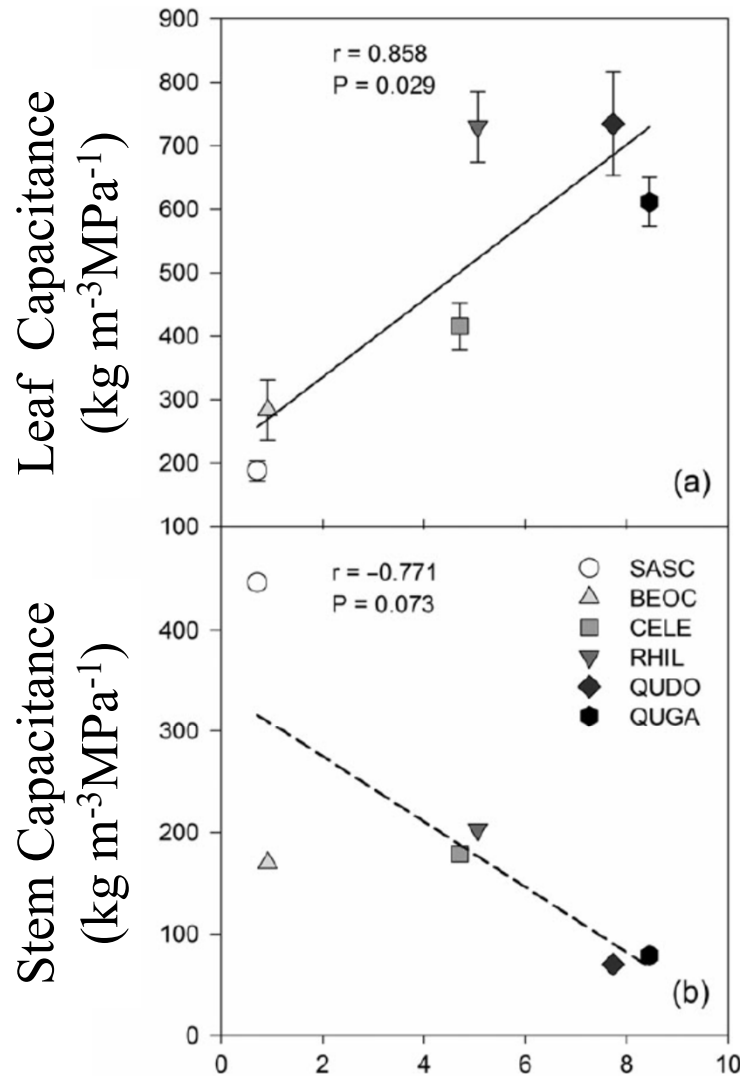 Leaf Capacitance
(kg m⁻³MPa⁻¹)
900
800
700
600
500
400
300
200
100
r = 0.858
P = 0.029
(a)
Stem Capacitance
(kg m⁻³MPa⁻¹)
400
300
200
100
0
r = −0.771
P = 0.073
SASC
BEOC
CELE
RHIL
QUDO
QUGA
(b)
0 2 4 6 8 10